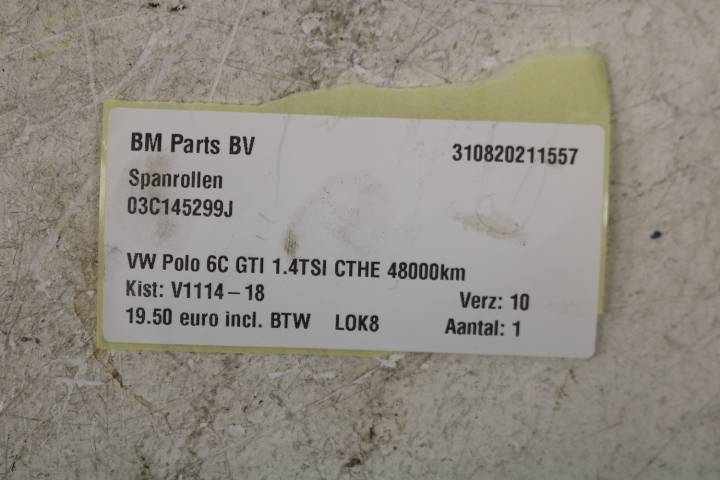 BM Parts BV 310820211557
Spanrollen
03C145299J
VW Polo 6C GTI 1.4TSI CTHE 48000km
Kist: V1114-18 Verz: 10
19.50 euro incl. BTW LOK8 Aantal: 1